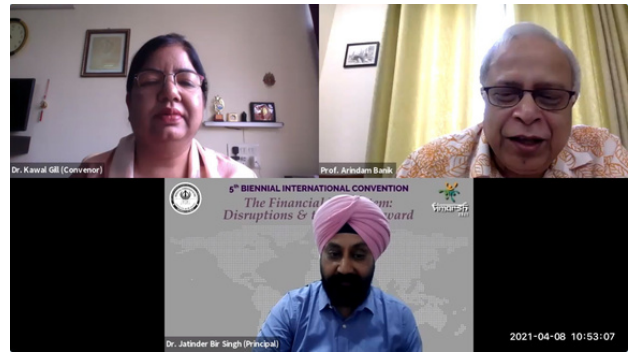 Dr. Kawal Gill (Convenor)
Prof. Arindam Banik
5th BIENNIAL INTERNATIONAL CONVENTION
The Financial
Disruptions &
Dr. Jatinder Bir Singh (Principal)
2021-04-08 10:53:07